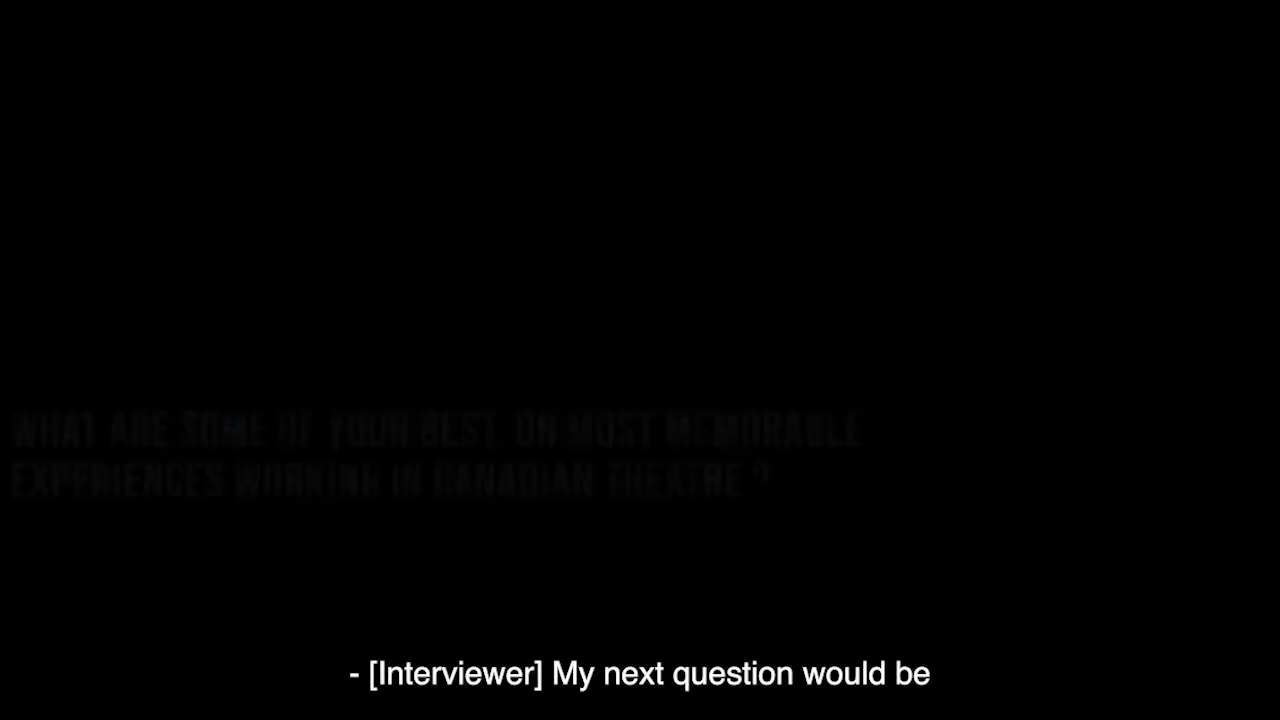 WHAT ARE SOME OF YOUR BEST, OR MOST MEMORABLE
EXPERIENCES WORKING IN CANADIAN THEATRE ?
- [Interviewer] My next question would be